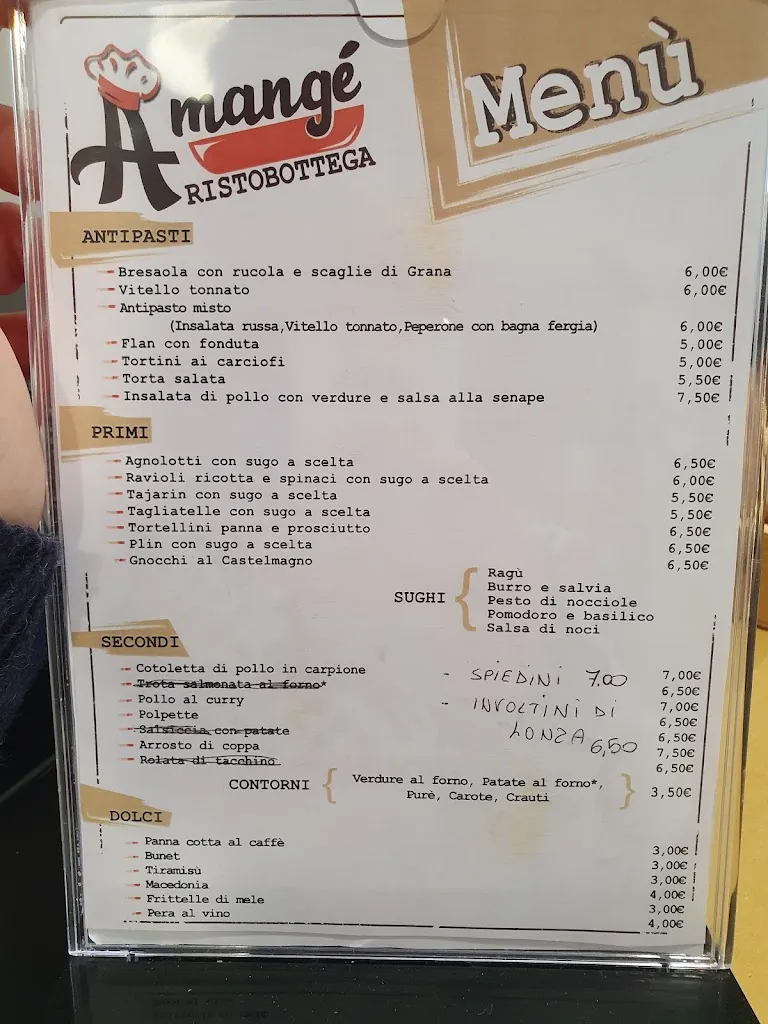 Amangé
RISTOBOTTEGA
Menù
ANTIPASTI
Bresaola con rucola e scaglie di Grana 6,00€
Vitello tonnato 6,00€
Antipasto misto
(Insalata russa,Vitello tonnato,Peperone con bagna fergia) 6,00€
Flan con fonduta 5,00€
Tortini ai carciofi 5,00€
Torta salata 5,50€
Insalata di pollo con verdure e salsa alla senape 7,50€
PRIMI
Agnolotti con sugo a scelta 6,50€
Ravioli ricotta e spinaci con sugo a scelta 6,00€
Tajarin con sugo a scelta 5,50€
Tagliatelle con sugo a scelta 5,50€
Tortellini panna e prosciutto 6,50€
Plin con sugo a scelta 6,50€
Gnocchi al Castelmagno 6,50€
SUGHI { Ragù
Burro e salvia
Pesto di nocciole
Pomodoro e basilico
Salsa di noci
SECONDI
Cotoletta di pollo in carpione 7,00€
Trota salmonata al forno* 6,50€
Pollo al curry 7,00€
Polpette 6,50€
Salsiccia con patate 6,50€
Arrosto di coppa 7,50€
Rolata di tacchino 6,50€
- SPIEDINI 7.00
- INVOLTINI DI
LONZA 6,50
CONTORNI { Verdure al forno, Patate al forno*,
Purè, Carote, Crauti } 3,50€
DOLCI
Panna cotta al caffè 3,00€
Bunet 3,00€
Tiramisù 3,00€
Macedonia 4,00€
Frittelle di mele 3,00€
Pera al vino 4,00€